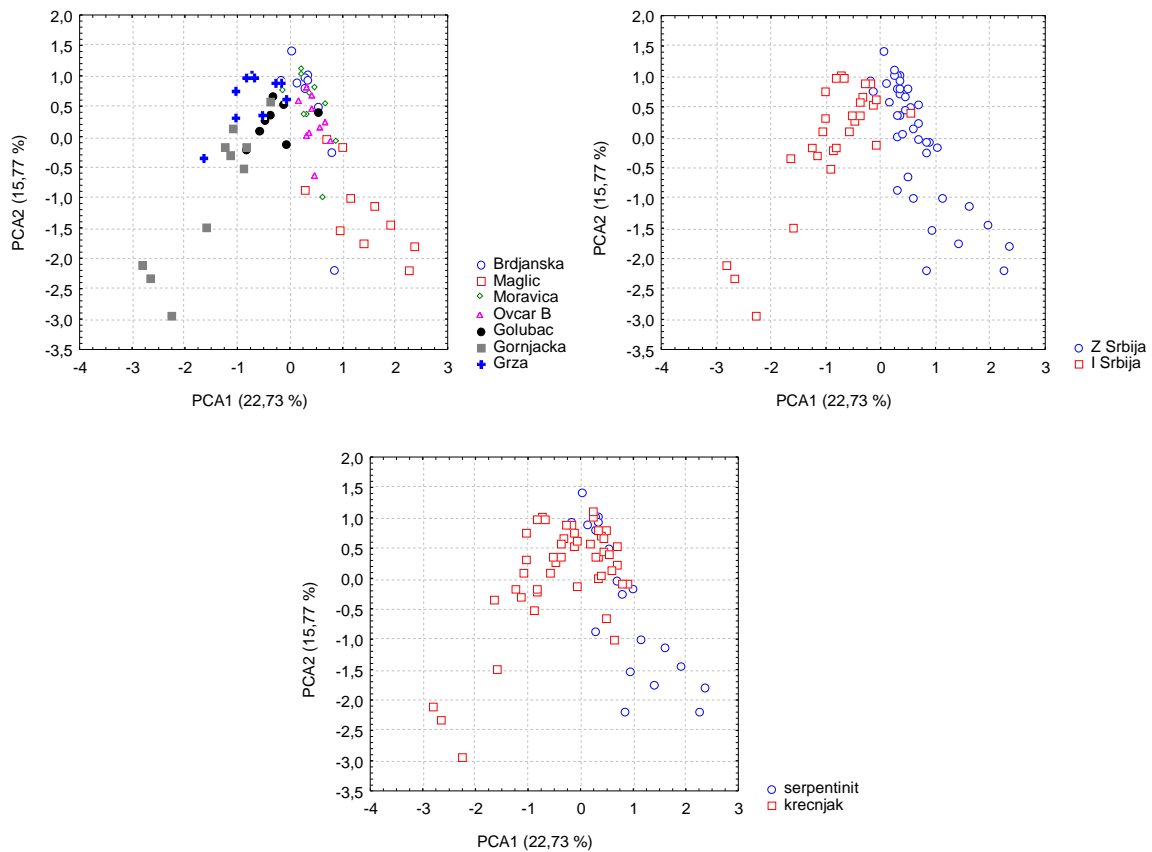 2,0
1,5
1,0
0,5
0,0
-0,5
-1,0
-1,5
-2,0
-2,5
-3,0
-3,5
PCA2 (15,77 %)
-4 -3 -2 -1 0 1 2 3
PCA1 (22,73 %)
Brdjanska
Maglic
Moravica
Ovcar B
Golubac
Gornjacka
Grza
2,0
1,5
1,0
0,5
0,0
-0,5
-1,0
-1,5
-2,0
-2,5
-3,0
-3,5
PCA2 (15,77 %)
-4 -3 -2 -1 0 1 2 3
PCA1 (22,73 %)
Z Srbija
I Srbija
2,0
1,5
1,0
0,5
0,0
-0,5
-1,0
-1,5
-2,0
-2,5
-3,0
-3,5
PCA2 (15,77 %)
-4 -3 -2 -1 0 1 2 3
PCA1 (22,73 %)
serpentinit
krecnjak